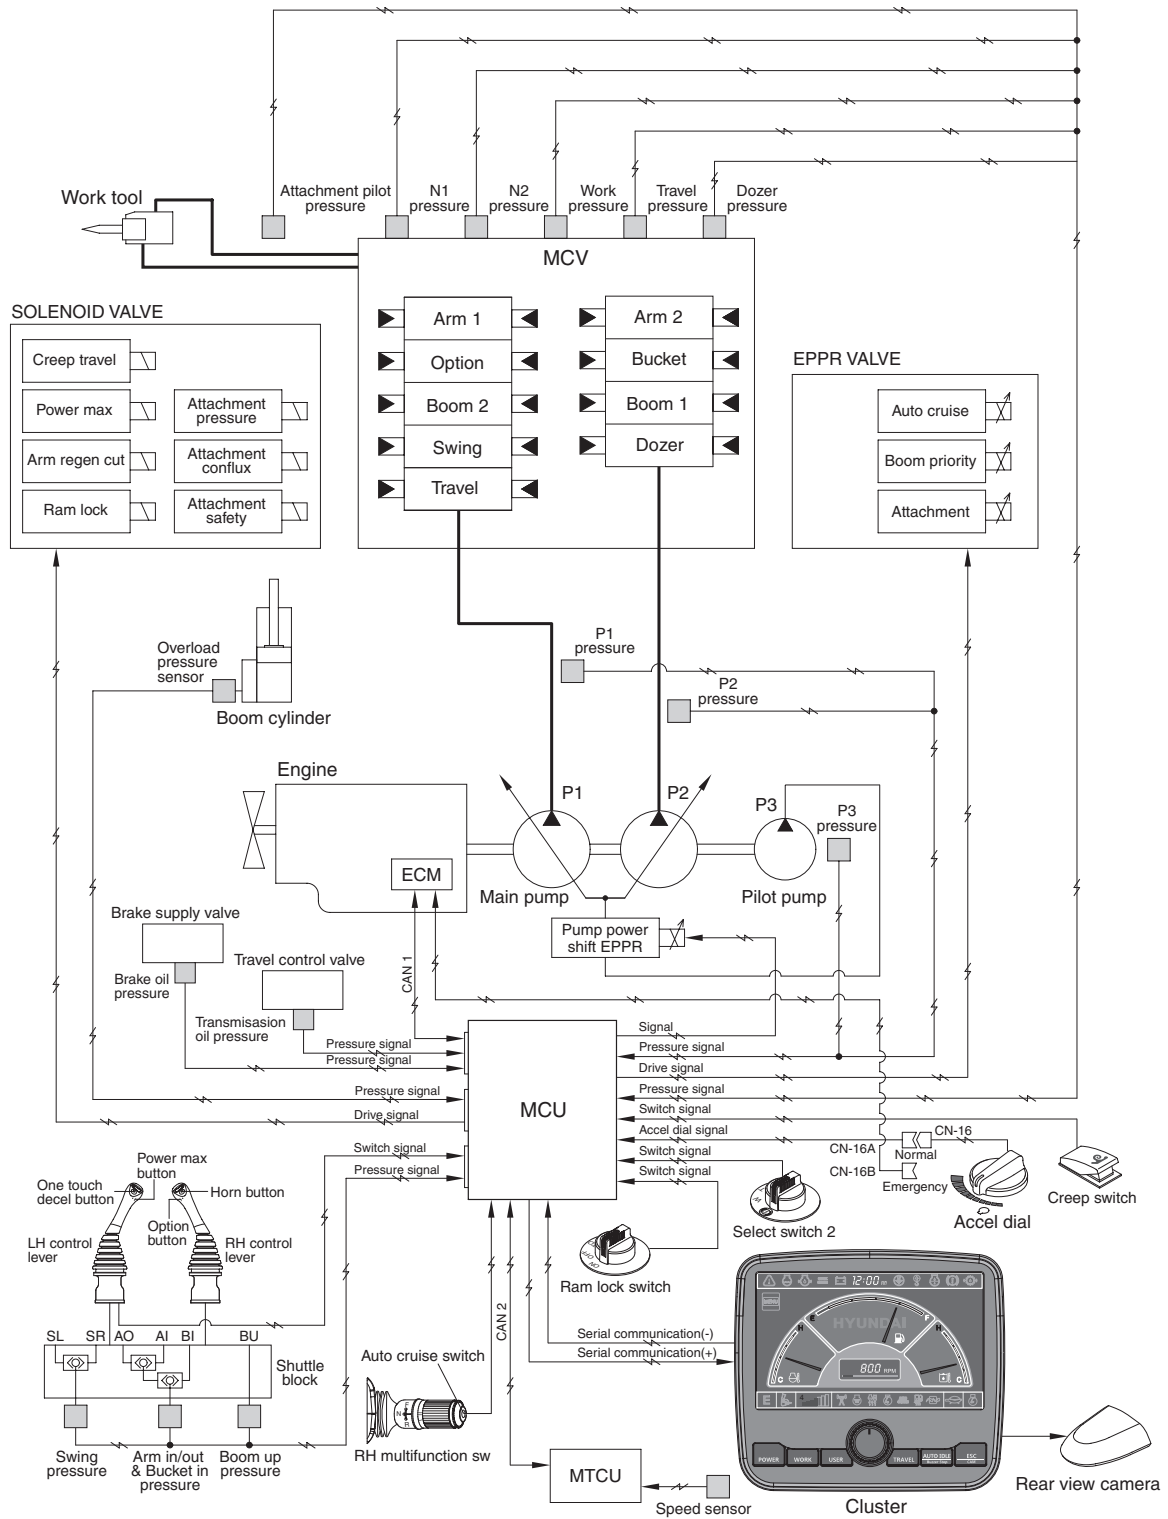 Attachment pilot
pressure
N1
pressure
N2
pressure
Work
pressure
Travel
pressure
Dozer
pressure
Work tool
MCV
SOLENOID VALVE
Creep travel
Power max
Attachment
pressure
Arm regen cut
Attachment
conflux
Ram lock
Attachment
safety
Arm 1
Option
Boom 2
Swing
Travel
Arm 2
Bucket
Boom 1
Dozer
EPPR VALVE
Auto cruise
Boom priority
Attachment
Overload
pressure
sensor
Boom cylinder
P1
pressure
P2
pressure
Engine
ECM
P1
P2
P3
P3
pressure
Main pump
Pilot pump
Pump power
shift EPPR
Brake supply valve
Brake oil
pressure
Travel control valve
Transmisasion
oil pressure
CAN 1
Pressure signal
Pressure signal
Pressure signal
Drive signal
Switch signal
Pressure signal
MCU
Signal
Pressure signal
Drive signal
Pressure signal
Switch signal
Accel dial signal
Switch signal
Switch signal
CN-16A
CN-16
Normal
CN-16B
Emergency
Accel dial
Creep switch
Select switch 2
Ram lock switch
ON
OFF
Power max
button
One touch
decel button
Horn button
Option
button
LH control
lever
RH control
lever
SL
SR
AO
AI
BI
BU
Shuttle
block
Swing
pressure
Arm in/out
& Bucket in
pressure
Boom up
pressure
CAN 2
Auto cruise switch
F
N
R
RH multifunction sw
Serial communication(-)
Serial communication(+)
MTCU
Speed sensor
12:00
MENU
HYUNDAI
E
F
H
C
H
C
800 RPM
E
POWER
WORK
USER
TRAVEL
AUTO IDLE
ESC
Cluster
Rear view camera